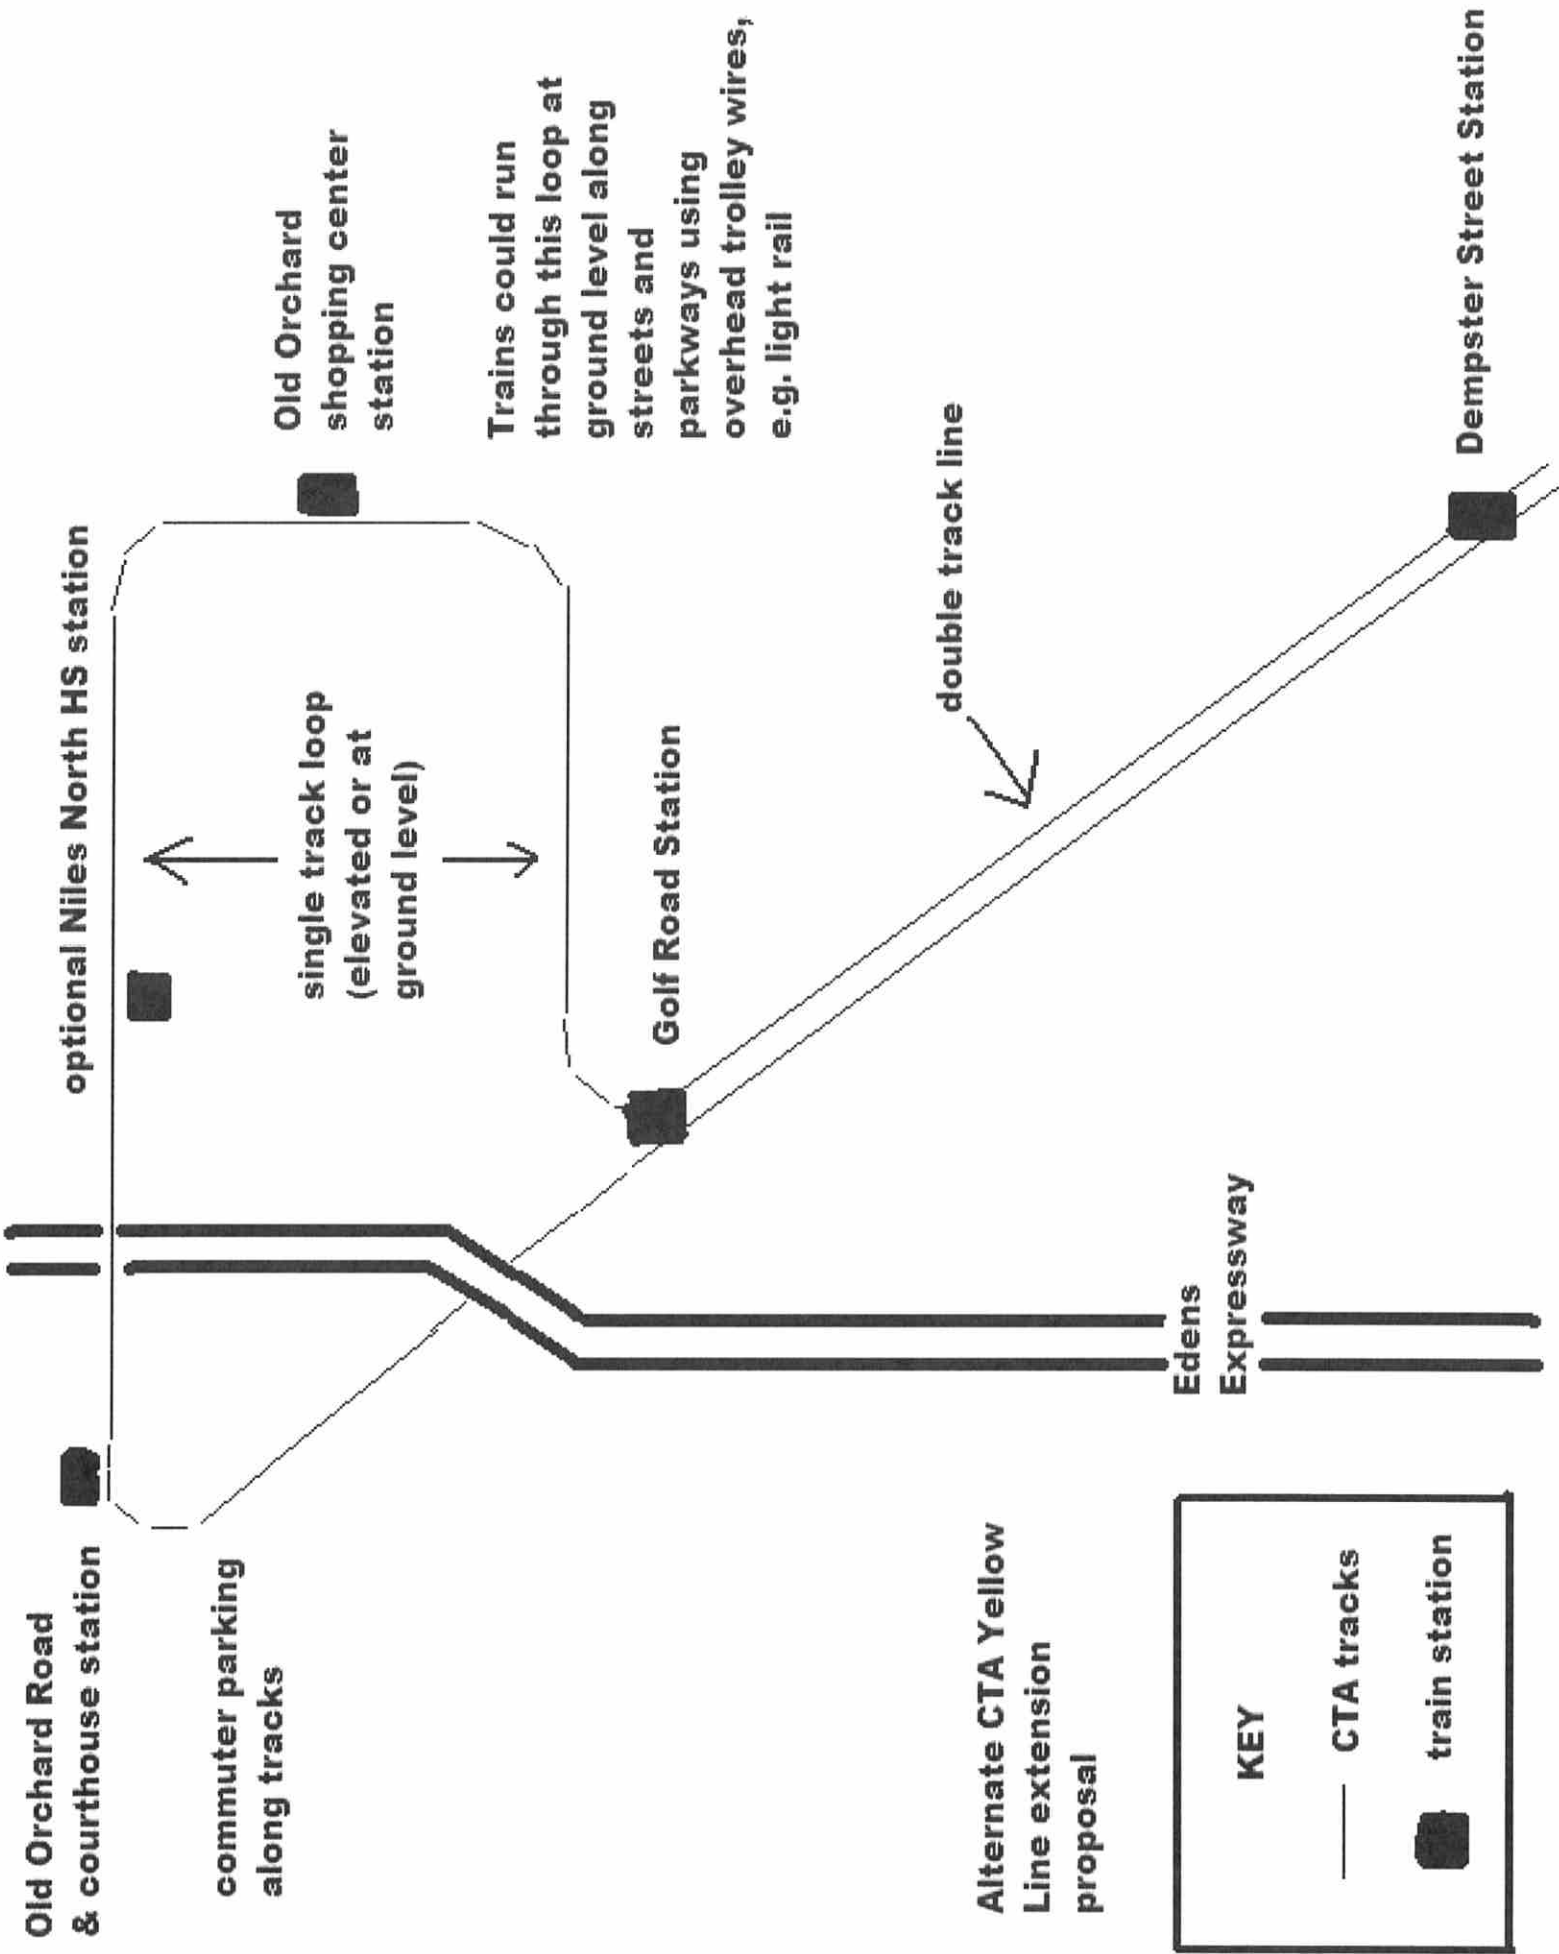 Old Orchard Road
& courthouse station
optional Niles North HS station
commuter parking
along tracks
single track loop
(elevated or at
ground level)
Old Orchard
shopping center
station
Trains could run
through this loop at
ground level along
streets and
parkways using
overhead trolley wires,
e.g. light rail
Golf Road Station
double track line
Alternate CTA Yellow
Line extension
proposal
Edens
Expressway
KEY
CTA tracks
train station
Dempster Street Station